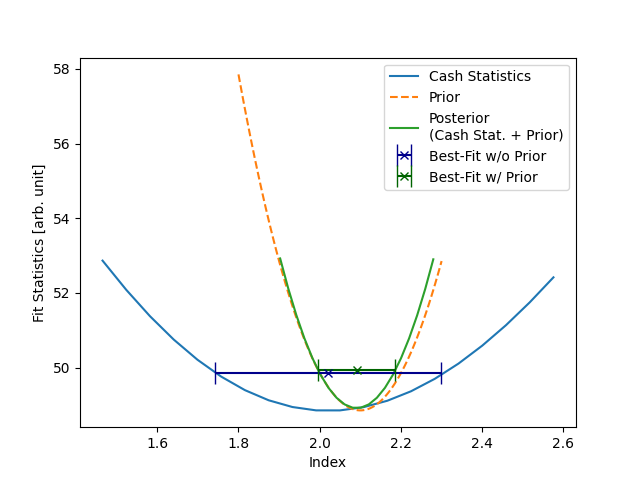 Cash Statistics
Prior
Posterior
(Cash Stat. + Prior)
Best-Fit w/o Prior
Best-Fit w/ Prior
58
56
54
52
50
Fit Statistics [arb. unit]
1.6
1.8
2.0
2.2
2.4
2.6
Index